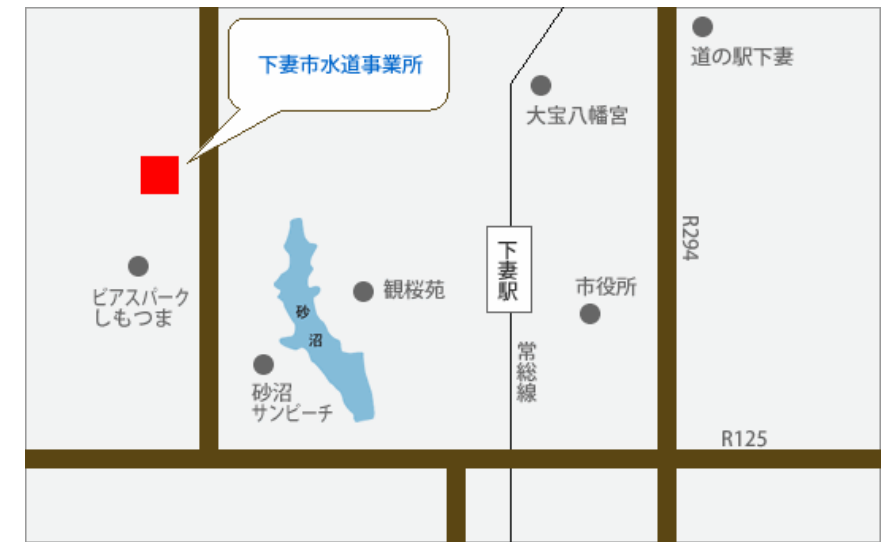 下妻市水道事業所
道の駅下妻
大宝八幡宮
R294
下妻駅
市役所
観桜苑
ビアスパーク
しもつま
砂沼
常総線
砂沼
サンビーチ
R125